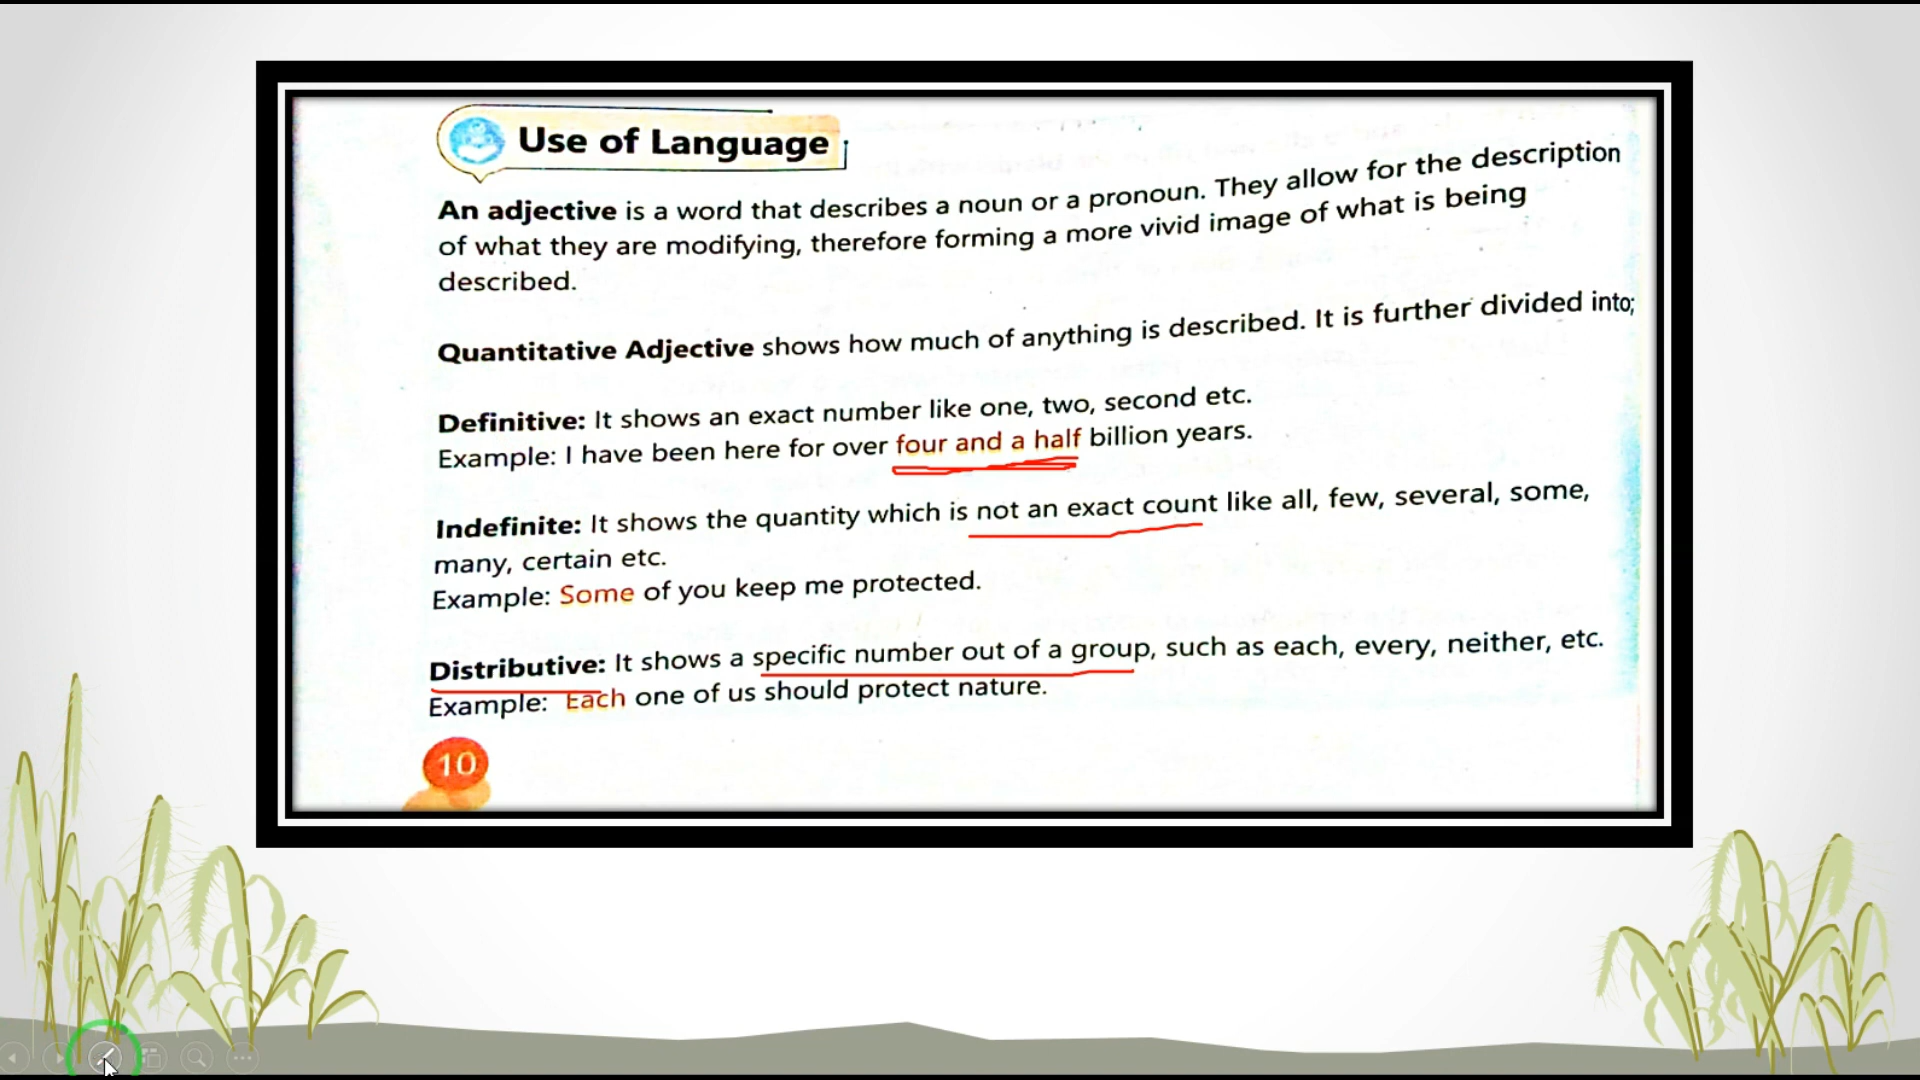 Use of Language
An adjective is a word that describes a noun or a pronoun. They allow for the description
of what they are modifying, therefore forming a more vivid image of what is being
described.
Quantitative Adjective shows how much of anything is described. It is further divided into;
Definitive: It shows an exact number like one, two, second etc.
Example: I have been here for over four and a half billion years.
Indefinite: It shows the quantity which is not an exact count like all, few, several, some,
many, certain etc.
Example: Some of you keep me protected.
Distributive: It shows a specific number out of a group, such as each, every, neither, etc.
Example: Each one of us should protect nature.
10